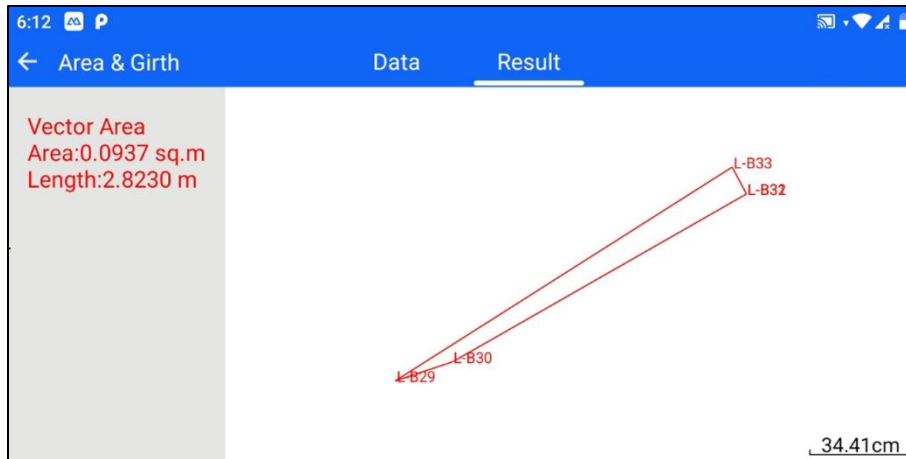 6:12
Area & Girth
Data
Result
Vector Area
Area:0.0937 sq.m
Length:2.8230 m
L-B33
L-B30
L-B29
34.41cm